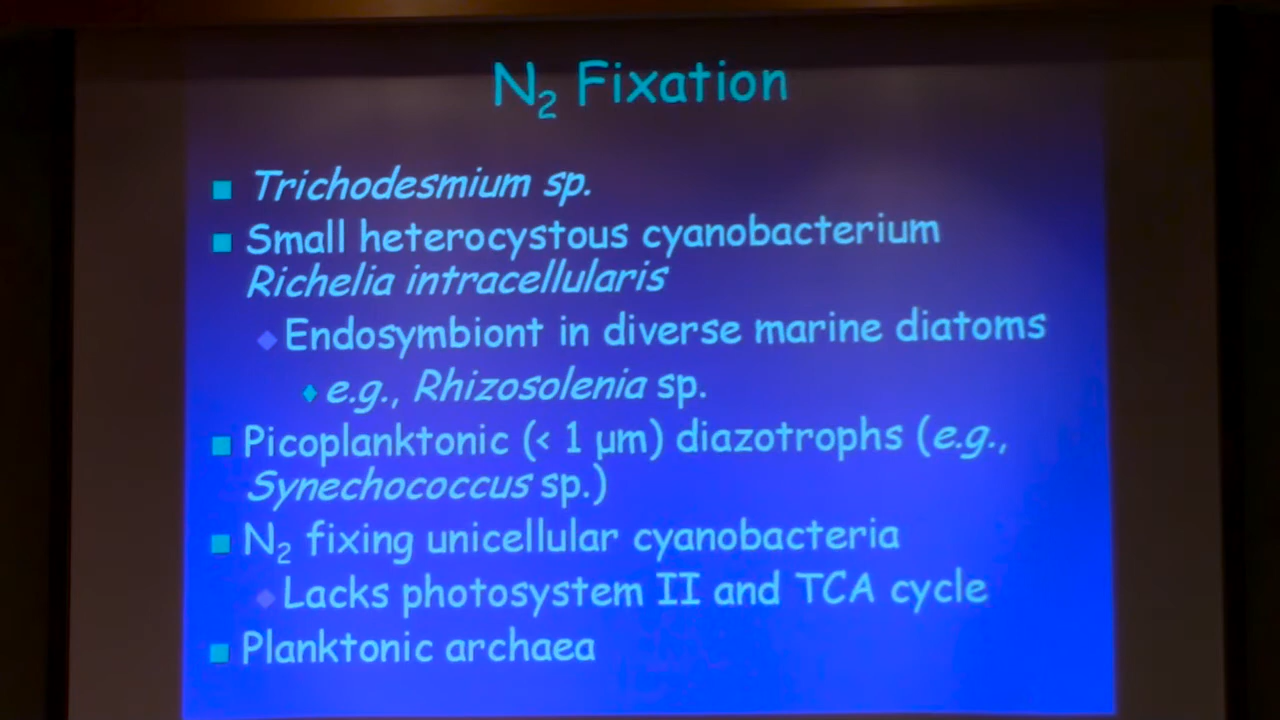 N₂ Fixation
Trichodesmium sp.
Small heterocystous cyanobacterium
Richelia intracellularis
Endosymbiont in diverse marine diatoms
e.g., Rhizosolenia sp.
Picoplanktonic (< 1 µm) diazotrophs (e.g.,
Synechococcus sp.)
N₂ fixing unicellular cyanobacteria
Lacks photosystem II and TCA cycle
Planktonic archaea